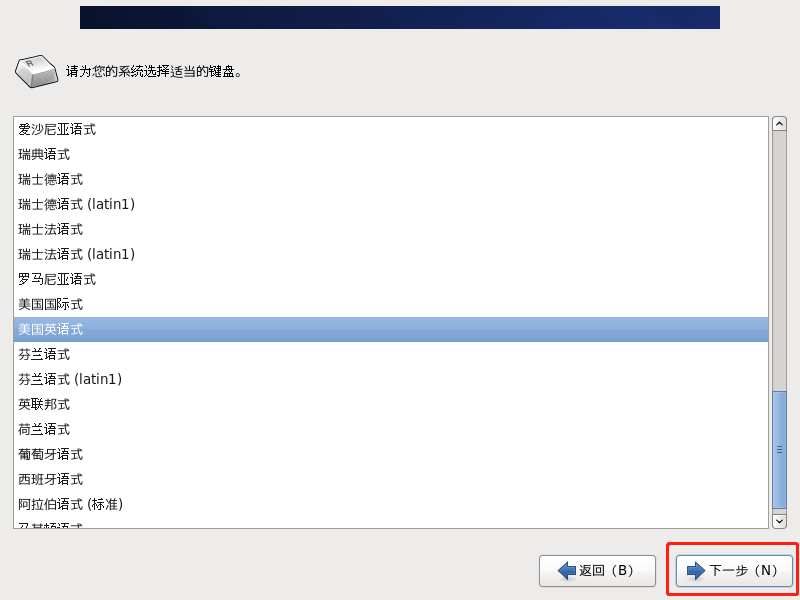 请为您的系统选择适当的键盘。
爱沙尼亚语式
瑞典语式
瑞士德语式
瑞士德语式 (latin1)
瑞士法语式
瑞士法语式 (latin1)
罗马尼亚语式
美国国际式
美国英语式
芬兰语式
芬兰语式 (latin1)
英联邦式
荷兰语式
葡萄牙语式
西班牙语式
阿拉伯语式 (标准)
马其顿语式
返回（B） 下一步（N）